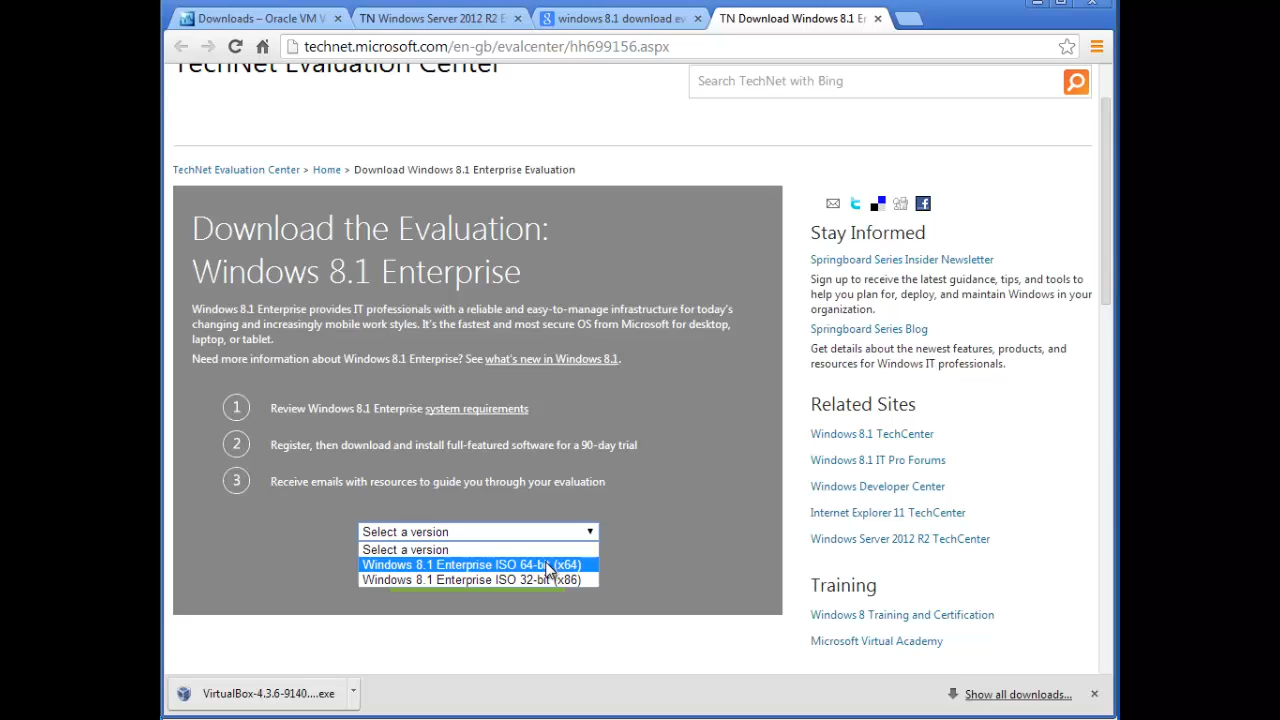 Downloads – Oracle VM V
TN Windows Server 2012 R2 E
windows 8.1 download ev
TN Download Windows 8.1 Er
technet.microsoft.com/en-gb/evalcenter/hh699156.aspx
TechNet Evaluation Center
Search TechNet with Bing
TechNet Evaluation Center > Home > Download Windows 8.1 Enterprise Evaluation
Download the Evaluation:
Windows 8.1 Enterprise
Windows 8.1 Enterprise provides IT professionals with a reliable and easy-to-manage infrastructure for today's
changing and increasingly mobile work styles. It's the fastest and most secure OS from Microsoft for desktop,
laptop, or tablet.
Need more information about Windows 8.1 Enterprise? See what's new in Windows 8.1.
1 Review Windows 8.1 Enterprise system requirements
2 Register, then download and install full-featured software for a 90-day trial
3 Receive emails with resources to guide you through your evaluation
Select a version
Select a version
Windows 8.1 Enterprise ISO 64-bit (x64)
Windows 8.1 Enterprise ISO 32-bit (x86)
Stay Informed
Springboard Series Insider Newsletter
Sign up to receive the latest guidance, tips, and tools to
help you plan for, deploy, and maintain Windows in your
organization.
Springboard Series Blog
Get details about the newest features, products, and
resources for Windows IT professionals.
Related Sites
Windows 8.1 TechCenter
Windows 8.1 IT Pro Forums
Windows Developer Center
Internet Explorer 11 TechCenter
Windows Server 2012 R2 TechCenter
Training
Windows 8 Training and Certification
Microsoft Virtual Academy
VirtualBox-4.3.6-9140....exe
Show all downloads...